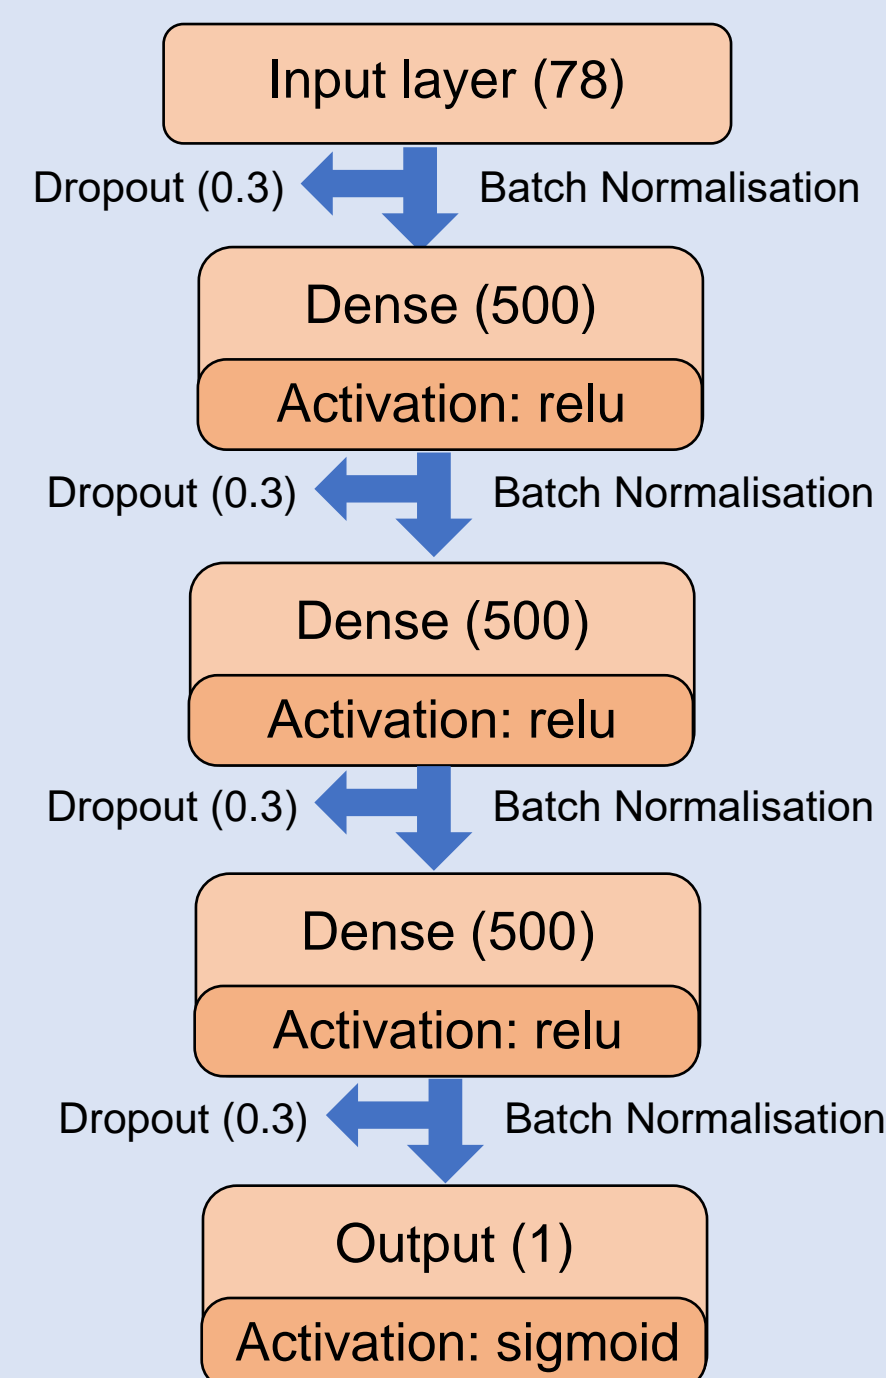 Input layer (78)
Dropout (0.3) Batch Normalisation
Dense (500)
Activation: relu
Dropout (0.3) Batch Normalisation
Dense (500)
Activation: relu
Dropout (0.3) Batch Normalisation
Dense (500)
Activation: relu
Dropout (0.3) Batch Normalisation
Output (1)
Activation: sigmoid